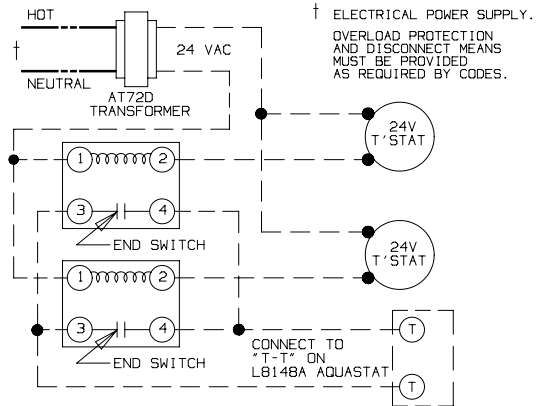 HOT
†
NEUTRAL
24 VAC
AT72D
TRANSFORMER
† ELECTRICAL POWER SUPPLY.
OVERLOAD PROTECTION
AND DISCONNECT MEANS
MUST BE PROVIDED
AS REQUIRED BY CODES.
24V
T'STAT
1 2
3 4
END SWITCH
24V
T'STAT
1 2
3 4
END SWITCH
CONNECT TO
"T-T" ON
L8148A AQUASTAT
T
T